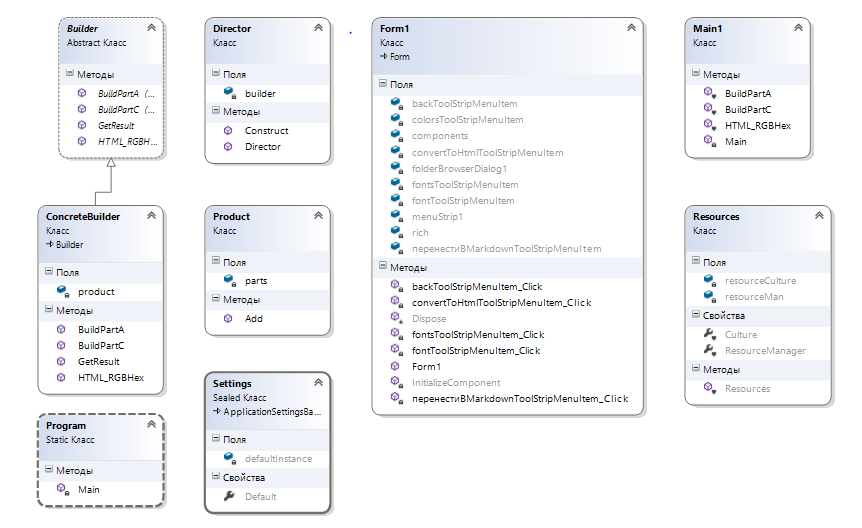 Builder
Abstract Класс
Методы
BuildPartA (...
BuildPartC (...
GetResult
HTML_RGBH...
Director
Класс
Поля
builder
Методы
Construct
Director
Form1
Класс
Form
Поля
backToolStripMenuItem
colorsToolStripMenuItem
components
convertToHtmlToolStripMenuItem
folderBrowserDialog1
fontsToolStripMenuItem
fontToolStripMenuItem
menuStrip1
rich
перенестиВMarkdownToolStripMenuItem
Методы
backToolStripMenuItem_Click
convertToHtmlToolStripMenuItem_Click
Dispose
fontsToolStripMenuItem_Click
fontToolStripMenuItem_Click
Form1
InitializeComponent
перенестиВMarkdownToolStripMenuItem_Click
Main1
Класс
Методы
BuildPartA
BuildPartC
HTML_RGBHex
Main
ConcreteBuilder
Класс
Builder
Поля
product
Методы
BuildPartA
BuildPartC
GetResult
HTML_RGBHex
Product
Класс
Поля
parts
Методы
Add
Resources
Класс
Поля
resourceCulture
resourceMan
Свойства
Culture
ResourceManager
Методы
Resources
Settings
Sealed Класс
ApplicationSettingsBa...
Поля
defaultInstance
Свойства
Default
Program
Static Класс
Методы
Main